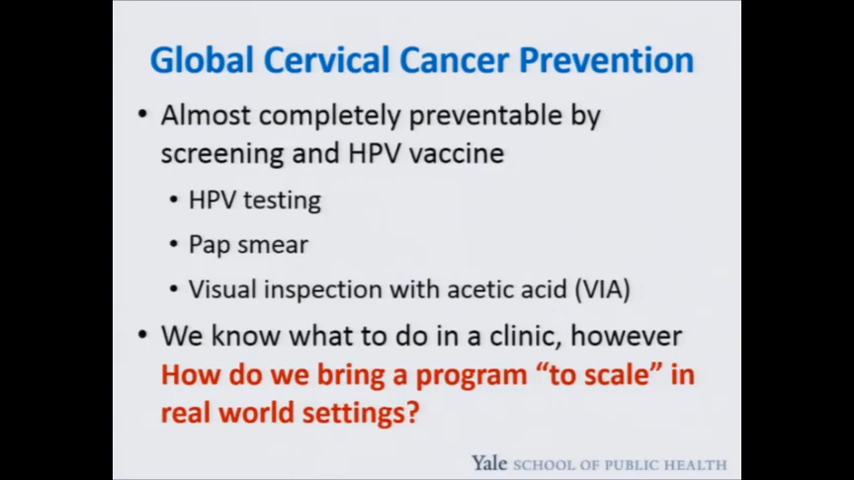 Global Cervical Cancer Prevention
• Almost completely preventable by
screening and HPV vaccine
• HPV testing
• Pap smear
• Visual inspection with acetic acid (VIA)
• We know what to do in a clinic, however
How do we bring a program “to scale” in
real world settings?
Yale SCHOOL OF PUBLIC HEALTH